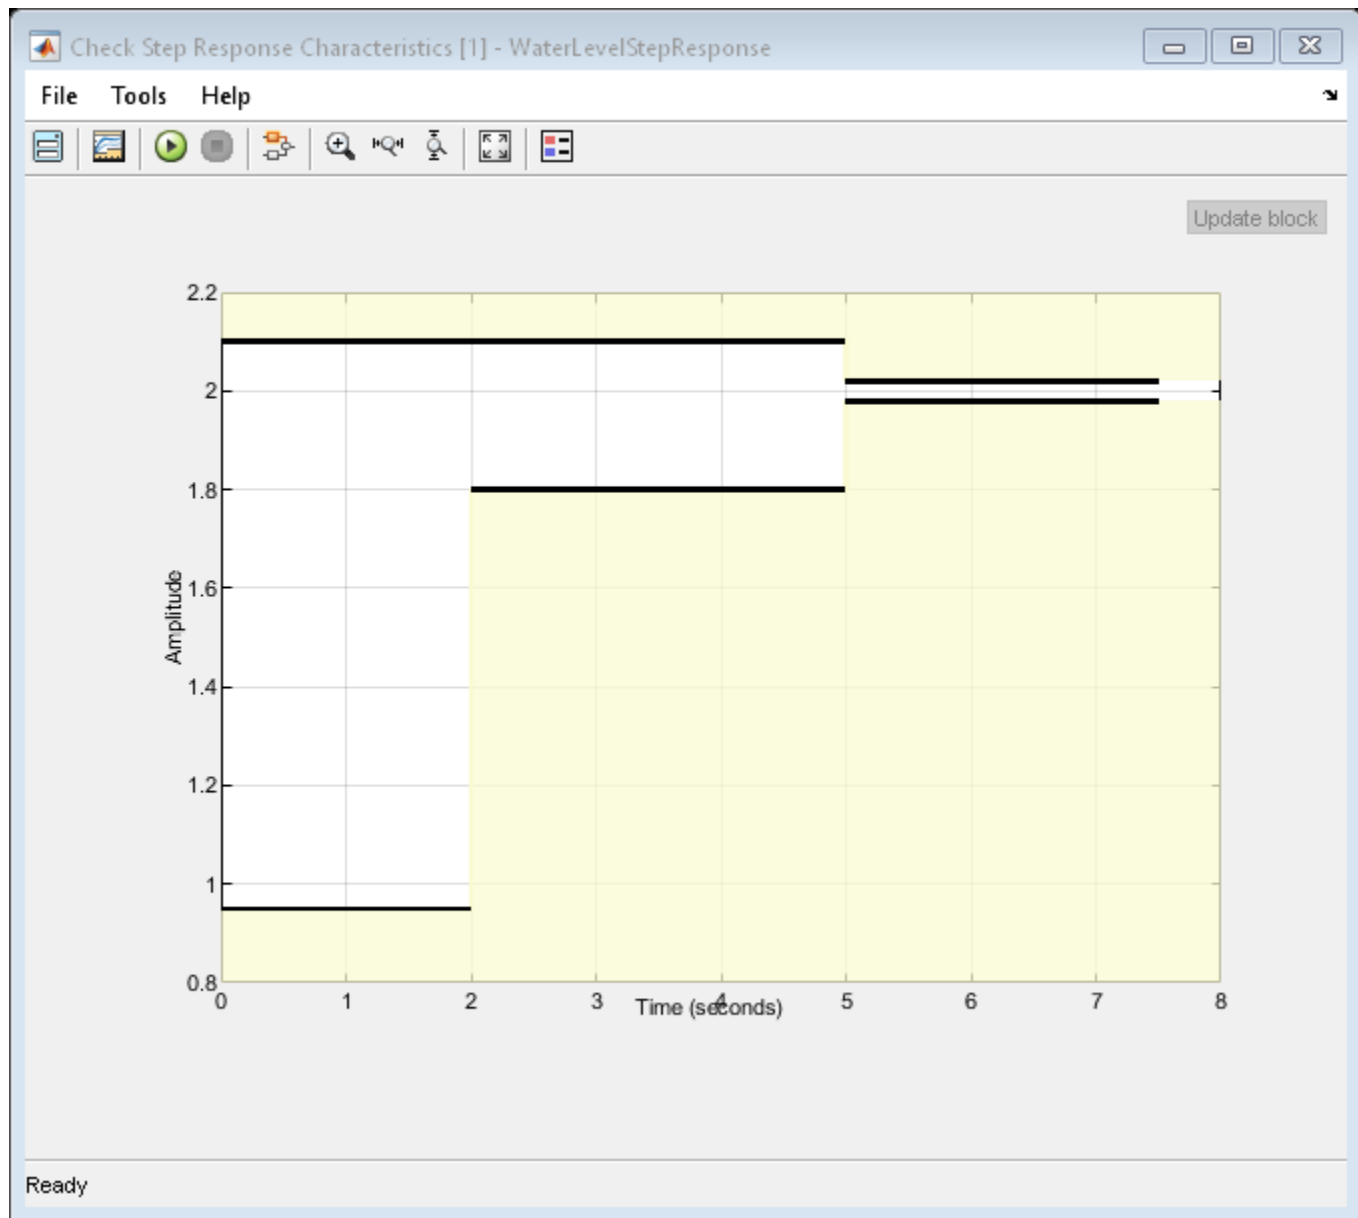 Check Step Response Characteristics [1] - WaterLevelStepResponse
File Tools Help
Update block
2.2
2
1.8
1.6
1.4
1.2
1
0.8
Amplitude
0 1 2 3 4 5 6 7 8
Time (seconds)
Ready